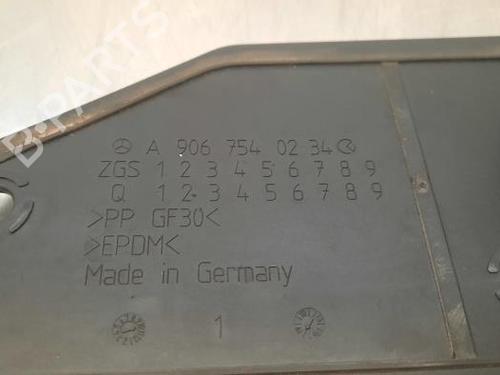 B-PARTS
A 906 754 02 34
ZGS 1 2 3 4 5 6 7 8 9
Q 1 2 3 4 5 6 7 8 9
>PP GF30<
>EPDM<
Made in Germany
1